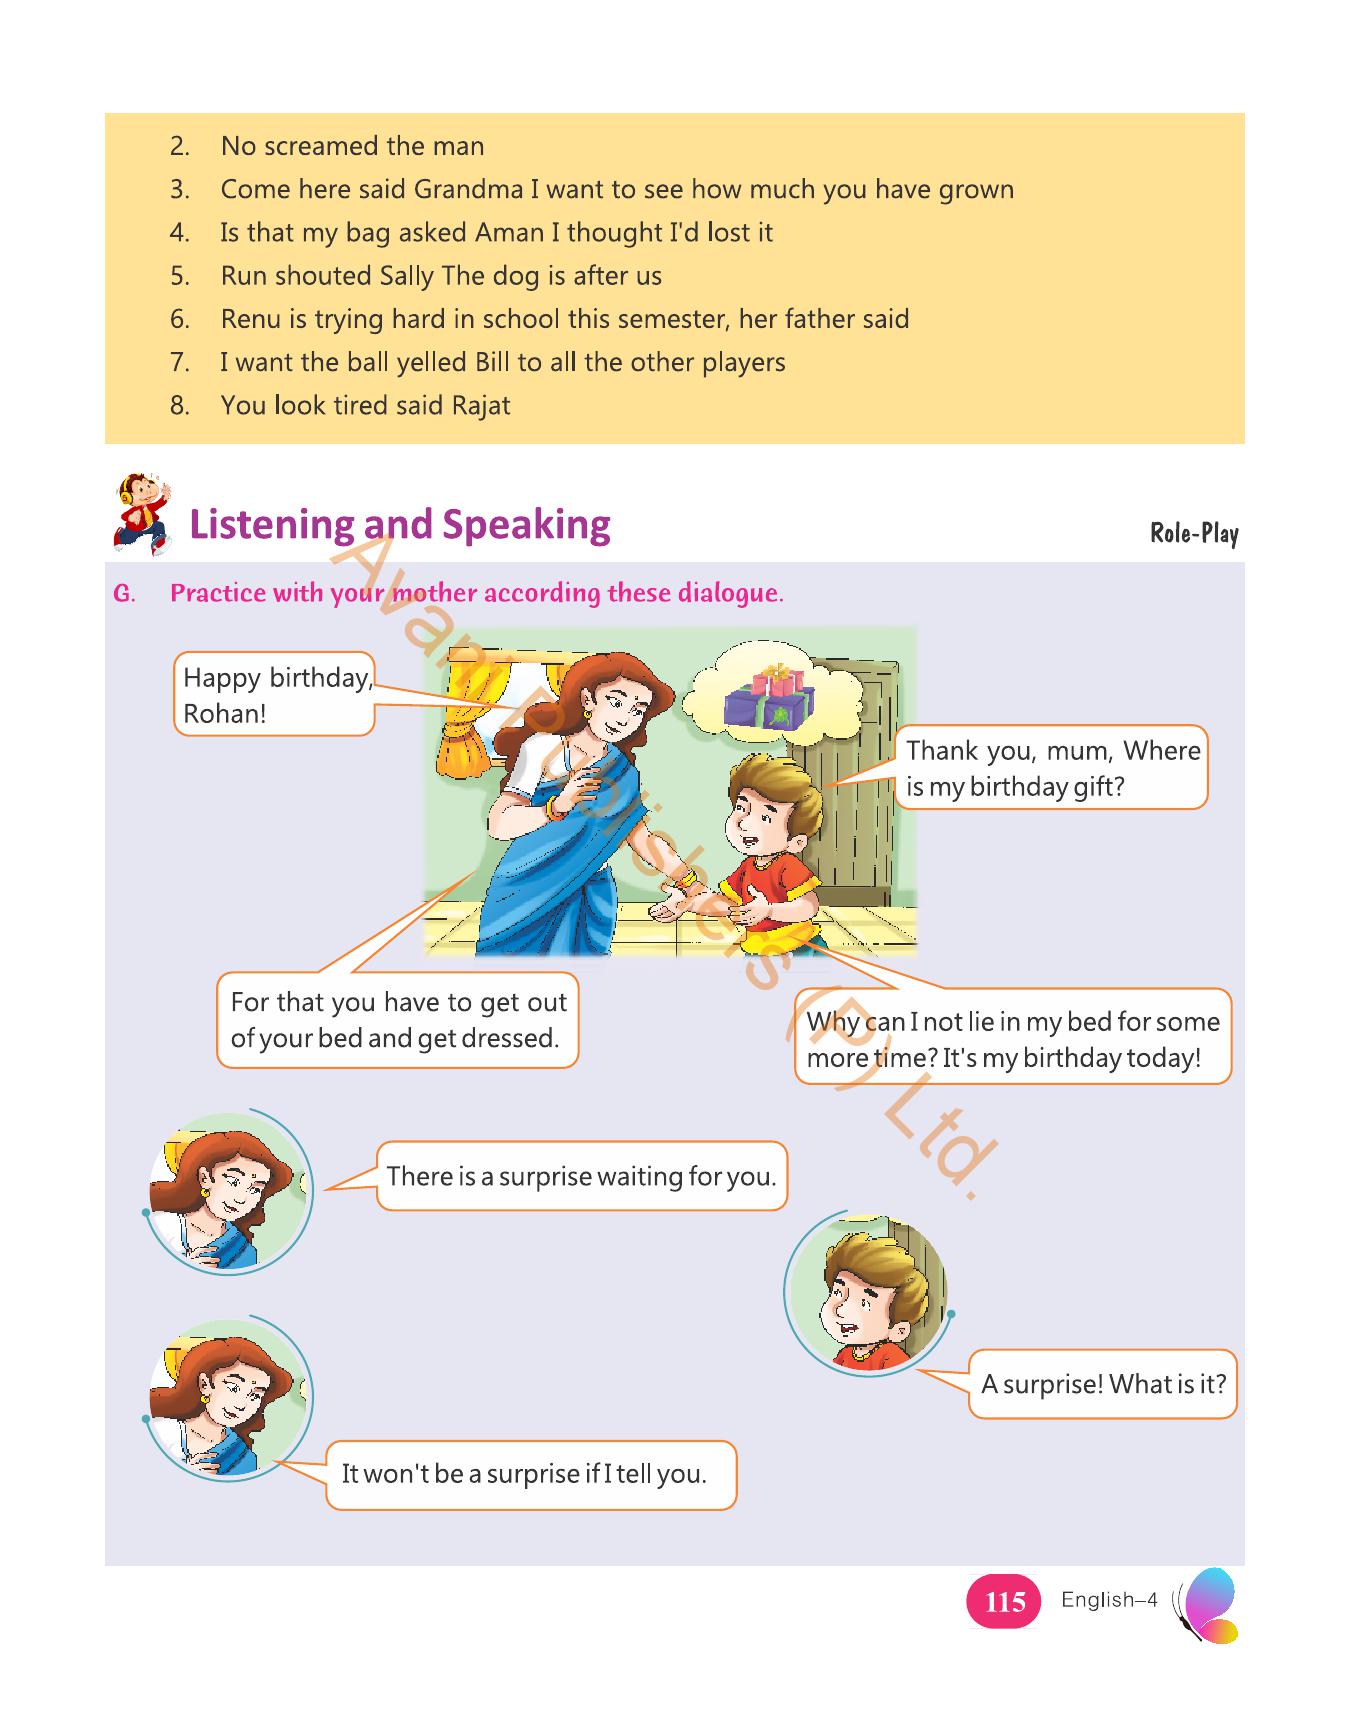 2. No screamed the man
3. Come here said Grandma I want to see how much you have grown
4. Is that my bag asked Aman I thought I'd lost it
5. Run shouted Sally The dog is after us
6. Renu is trying hard in school this semester, her father said
7. I want the ball yelled Bill to all the other players
8. You look tired said Rajat
Listening and Speaking
Role-Play
G. Practice with your mother according these dialogue.
Happy birthday,
Rohan!
Thank you, mum, Where
is my birthday gift?
For that you have to get out
of your bed and get dressed.
Why can I not lie in my bed for some
more time? It's my birthday today!
There is a surprise waiting for you.
A surprise! What is it?
It won't be a surprise if I tell you.
Avani Publishers (P) Ltd.
115 English–4